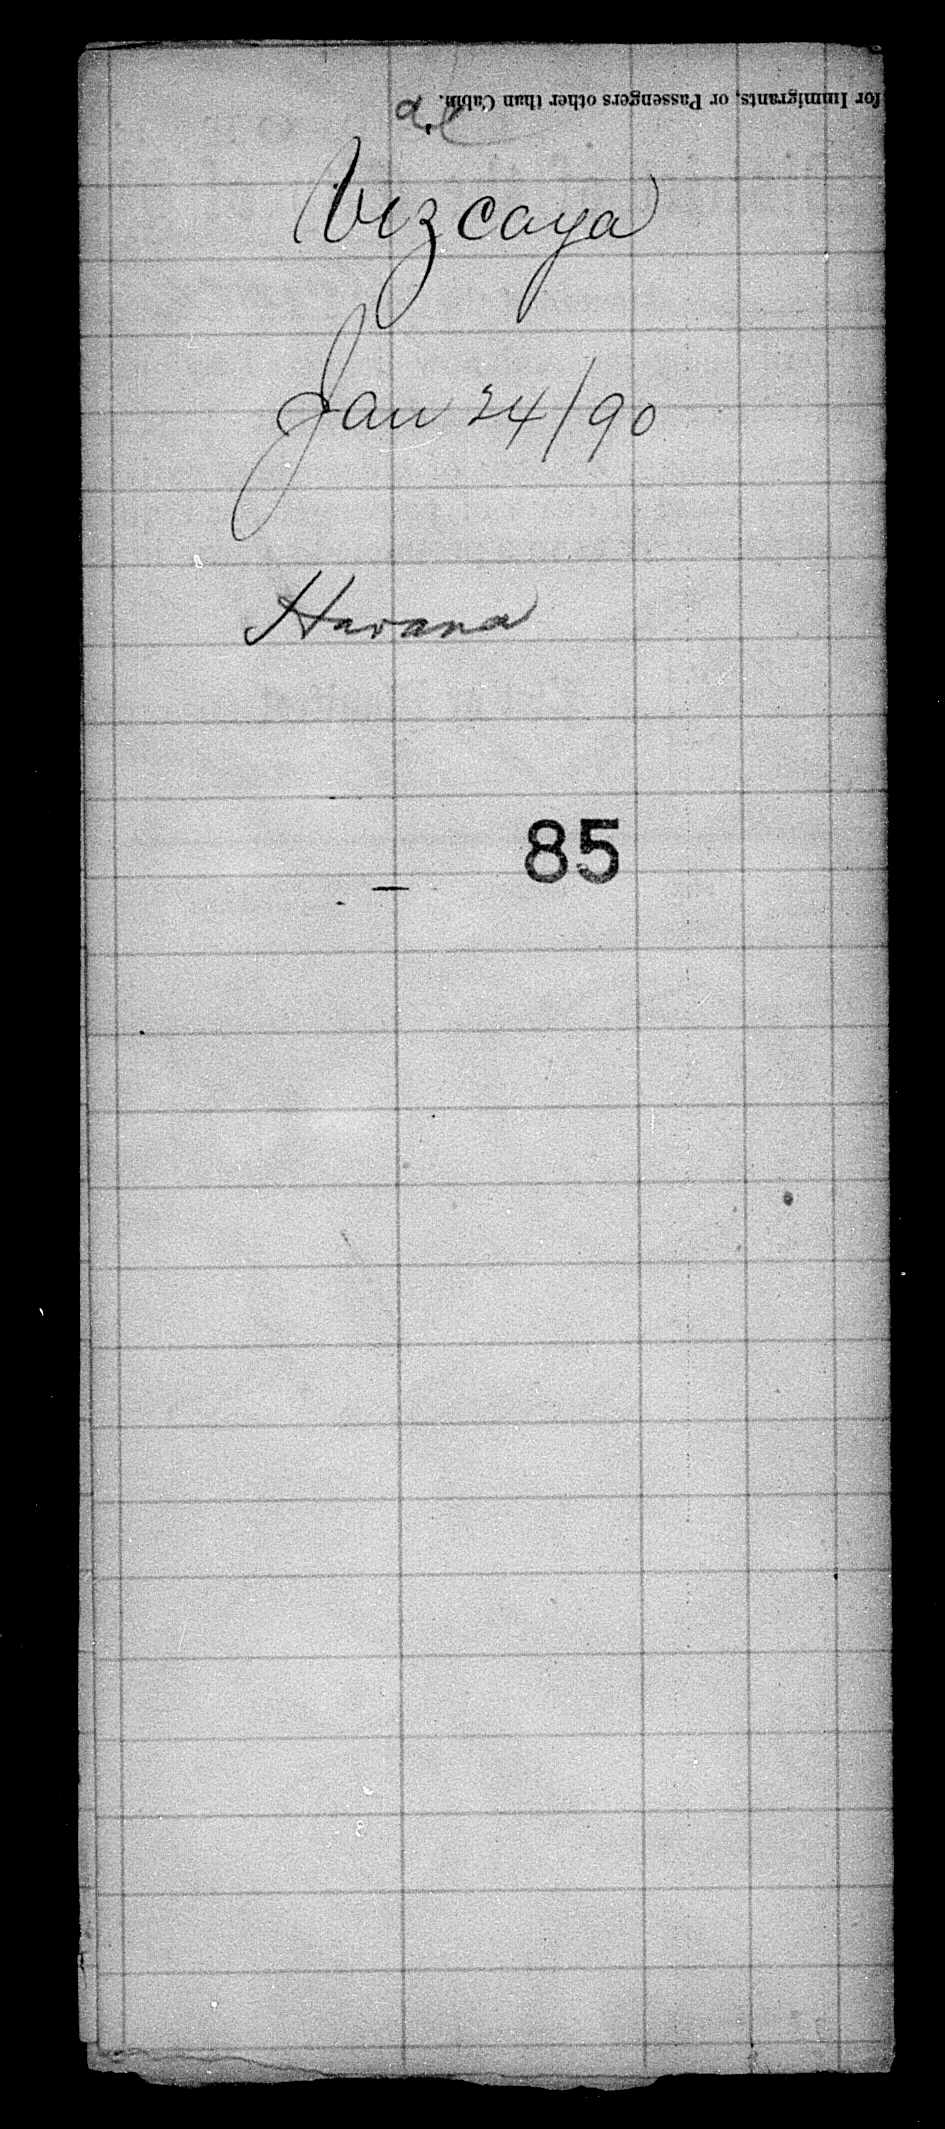 for Immigrants, or Passengers other than Cabin.
Vizcaya
Jan 24/90
Havana
85